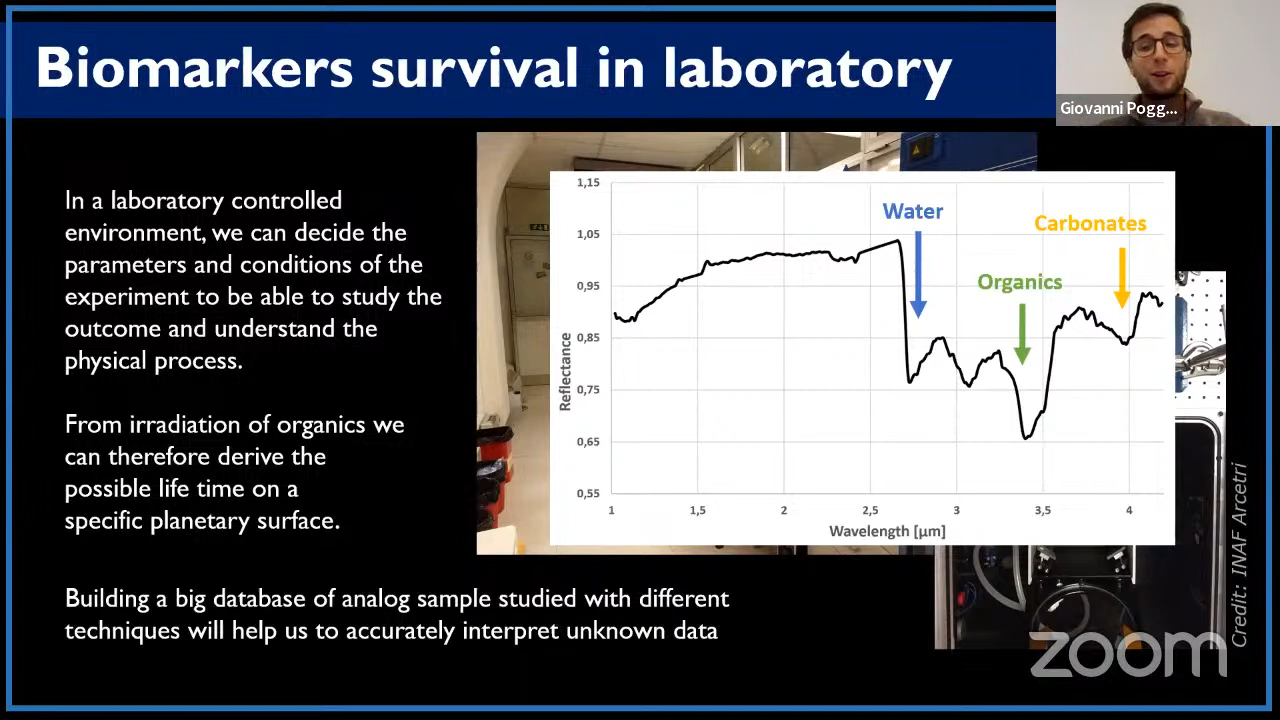 Biomarkers survival in laboratory
Giovanni Pogg...
In a laboratory controlled
environment, we can decide the
parameters and conditions of the
experiment to be able to study the
outcome and understand the
physical process.
From irradiation of organics we
can therefore derive the
possible life time on a
specific planetary surface.
Building a big database of analog sample studied with different
techniques will help us to accurately interpret unknown data
1,15
1,05
0,95
0,85
0,75
0,65
0,55
Reflectance
Water
Carbonates
Organics
1 1,5 2 2,5 3 3,5 4
Wavelength [µm]
Credit: INAF Arcetri
zoom